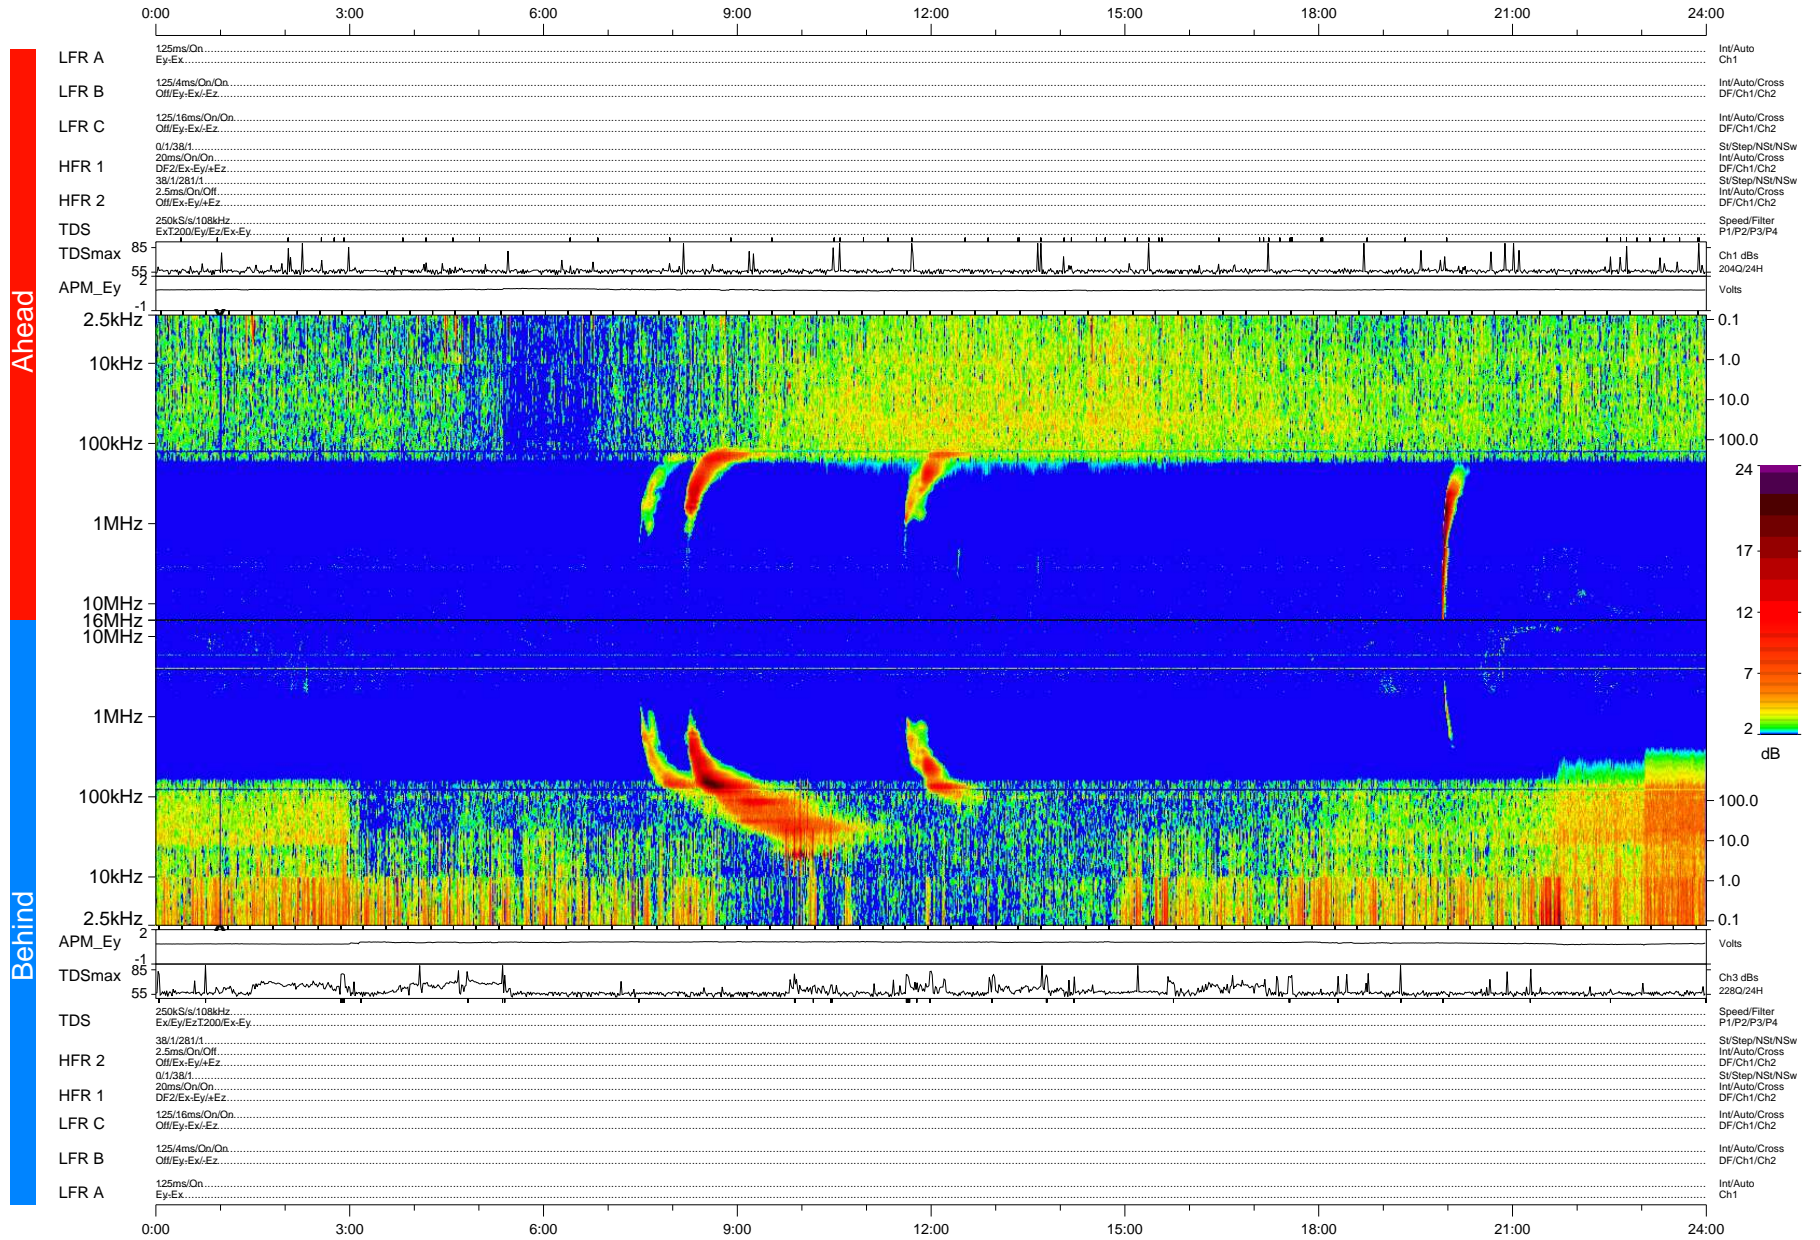 0:00 3:00 6:00 9:00 12:00 15:00 18:00 21:00 24:00
Ahead
LFR A 125ms/On Int/Auto
Ey-Ex Ch1
LFR B 125/4ms/On/On Int/Auto/Cross
Off/Ey-Ex/-Ez DF/Ch1/Ch2
LFR C 125/16ms/On/On Int/Auto/Cross
Off/Ey-Ex/-Ez DF/Ch1/Ch2
0/1/38/1 St/Step/NSt/NSw
HFR 1 20ms/On/On Int/Auto/Cross
DF2/Ex-Ey/+Ez DF/Ch1/Ch2
38/1/281/1 St/Step/NSt/NSw
HFR 2 2.5ms/On/Off Int/Auto/Cross
Off/Ex-Ey/+Ez DF/Ch1/Ch2
TDS 250kS/s/108kHz Speed/Filter
ExT200/Ey/Ez/Ex-Ey P1/P2/P3/P4
TDSmax 85 Ch1 dBs
55 204Q/24H
APM_Ey 2 Volts
-1
2.5kHz 0.1
10kHz 1.0
10.0
100kHz 100.0
1MHz
10MHz
16MHz
10MHz
1MHz
100kHz 100.0
10.0
10kHz 1.0
2.5kHz 0.1
24
17
12
7
2
dB
Behind
APM_Ey 2 Volts
-1
TDSmax 85 Ch3 dBs
55 228Q/24H
TDS 250kS/s/108kHz Speed/Filter
Ex/Ey/EzT200/Ex-Ey P1/P2/P3/P4
38/1/281/1 St/Step/NSt/NSw
HFR 2 2.5ms/On/Off Int/Auto/Cross
Off/Ex-Ey/+Ez DF/Ch1/Ch2
0/1/38/1 St/Step/NSt/NSw
HFR 1 20ms/On/On Int/Auto/Cross
DF2/Ex-Ey/+Ez DF/Ch1/Ch2
LFR C 125/16ms/On/On Int/Auto/Cross
Off/Ey-Ex/-Ez DF/Ch1/Ch2
LFR B 125/4ms/On/On Int/Auto/Cross
Off/Ey-Ex/-Ez DF/Ch1/Ch2
LFR A 125ms/On Int/Auto
Ey-Ex Ch1
0:00 3:00 6:00 9:00 12:00 15:00 18:00 21:00 24:00